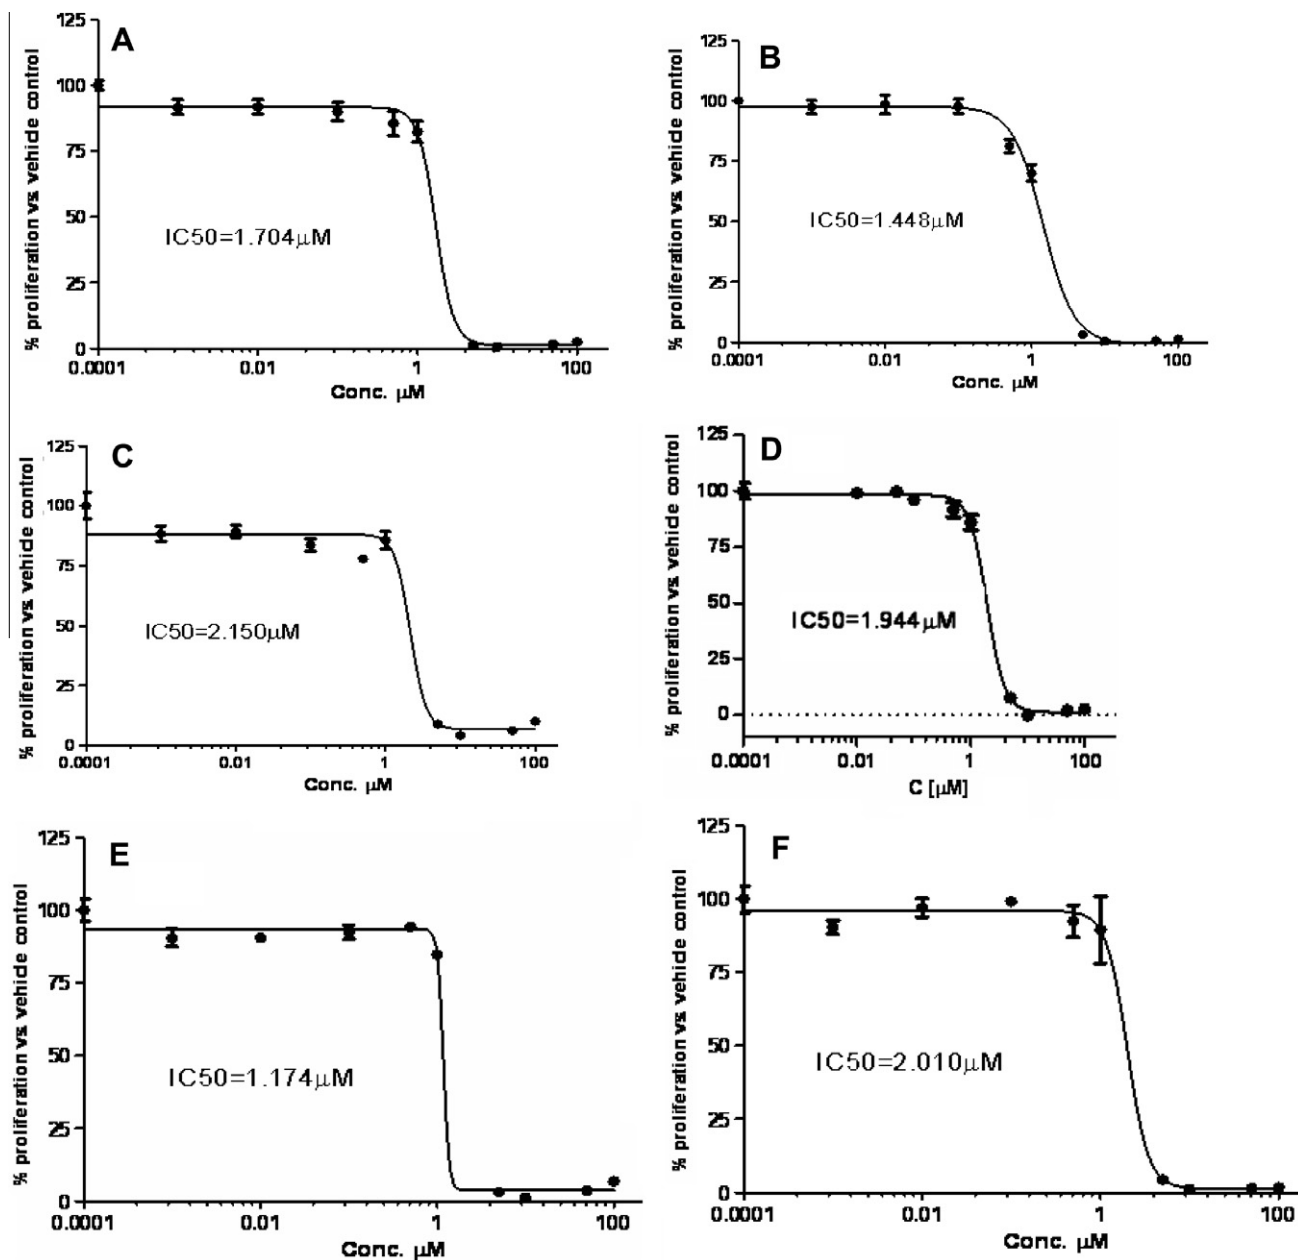 A
% proliferation vs. vehicle control
125
100
75
50
25
0
IC50=1.704μM
0.0001
0.01
1
100
Conc. μM
B
% proliferation vs. vehicle control
125
100
75
50
25
0
IC50=1.448μM
0.0001
0.01
1
100
Conc. μM
C
% proliferation vs. vehicle control
125
100
75
50
25
0
IC50=2.150μM
0.0001
0.01
1
100
Conc. μM
D
% proliferation vs. vehicle control
125
100
75
50
25
0
IC50=1.944μM
0.0001
0.01
1
100
C [μM]
E
% proliferation vs. vehicle control
125
100
75
50
25
0
IC50=1.174μM
0.0001
0.01
1
100
Conc. μM
F
% proliferation vs. vehicle control
125
100
75
50
25
0
IC50=2.010μM
0.0001
0.01
1
100
Conc. μM